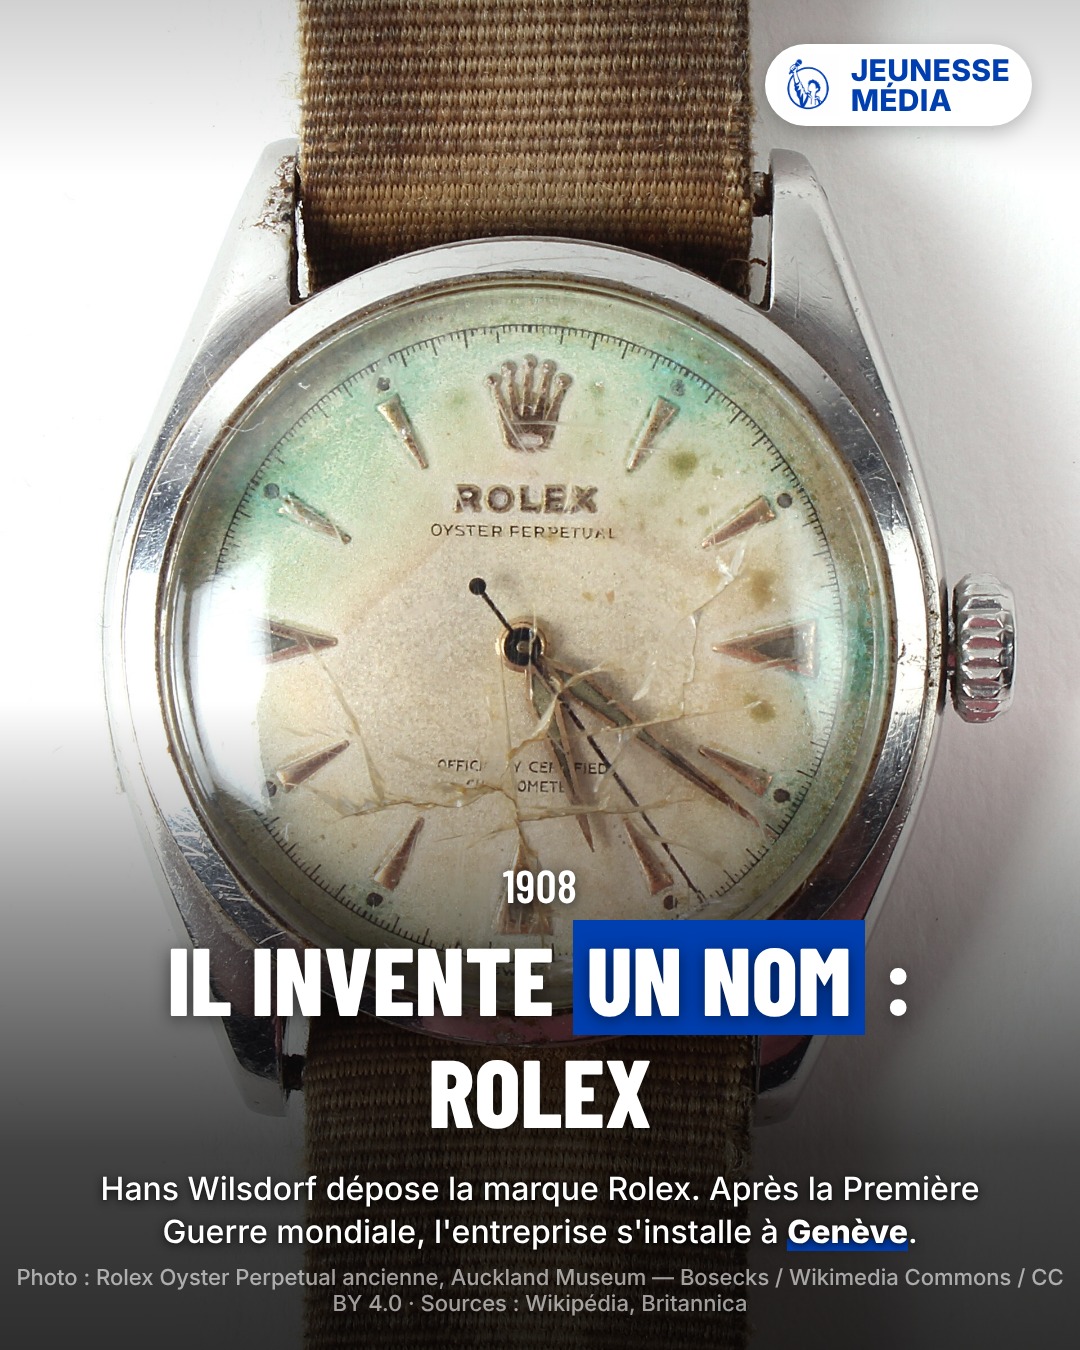 JEUNESSE
MÉDIA
ROLEX
OYSTER PERPETUAL
1908
IL INVENTE UN NOM :
ROLEX
Hans Wilsdorf dépose la marque Rolex. Après la Première
Guerre mondiale, l'entreprise s'installe à Genève.
Photo : Rolex Oyster Perpetual ancienne, Auckland Museum — Bosecks / Wikimedia Commons / CC
BY 4.0 · Sources : Wikipédia, Britannica